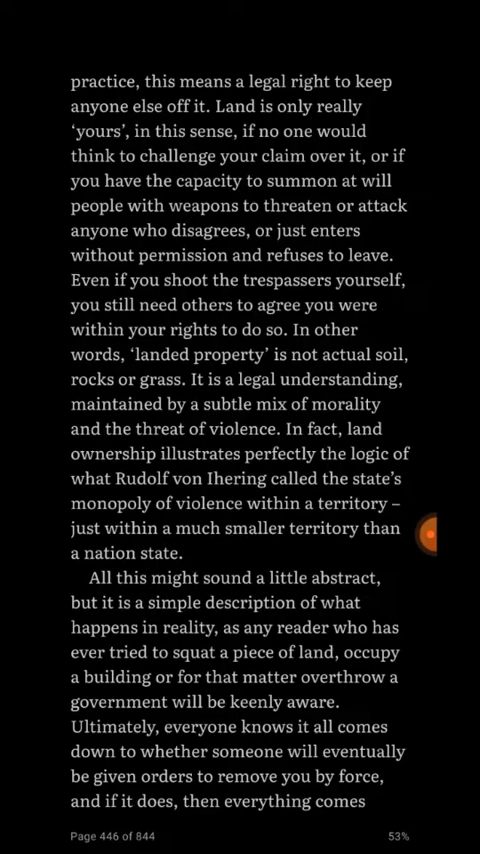 practice, this means a legal right to keep
anyone else off it. Land is only really
‘yours’, in this sense, if no one would
think to challenge your claim over it, or if
you have the capacity to summon at will
people with weapons to threaten or attack
anyone who disagrees, or just enters
without permission and refuses to leave.
Even if you shoot the trespassers yourself,
you still need others to agree you were
within your rights to do so. In other
words, ‘landed property’ is not actual soil,
rocks or grass. It is a legal understanding,
maintained by a subtle mix of morality
and the threat of violence. In fact, land
ownership illustrates perfectly the logic of
what Rudolf von Ihering called the state’s
monopoly of violence within a territory –
just within a much smaller territory than
a nation state.
All this might sound a little abstract,
but it is a simple description of what
happens in reality, as any reader who has
ever tried to squat a piece of land, occupy
a building or for that matter overthrow a
government will be keenly aware.
Ultimately, everyone knows it all comes
down to whether someone will eventually
be given orders to remove you by force,
and if it does, then everything comes
Page 446 of 844
53%